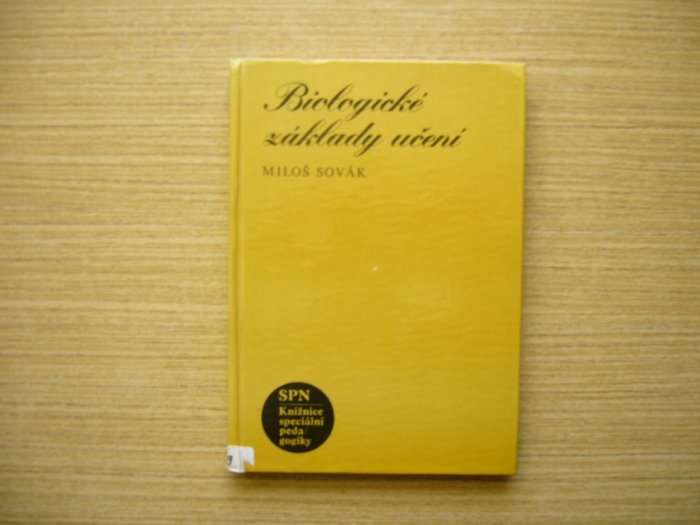 Biologické
základy učení
MILOŠ SOVÁK
SPN
Knižnice
speciální
peda/
gogiky